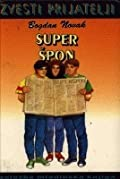 ZVESTI PRIJATELJI
Bogdan Novak
SUPER
ŠPON